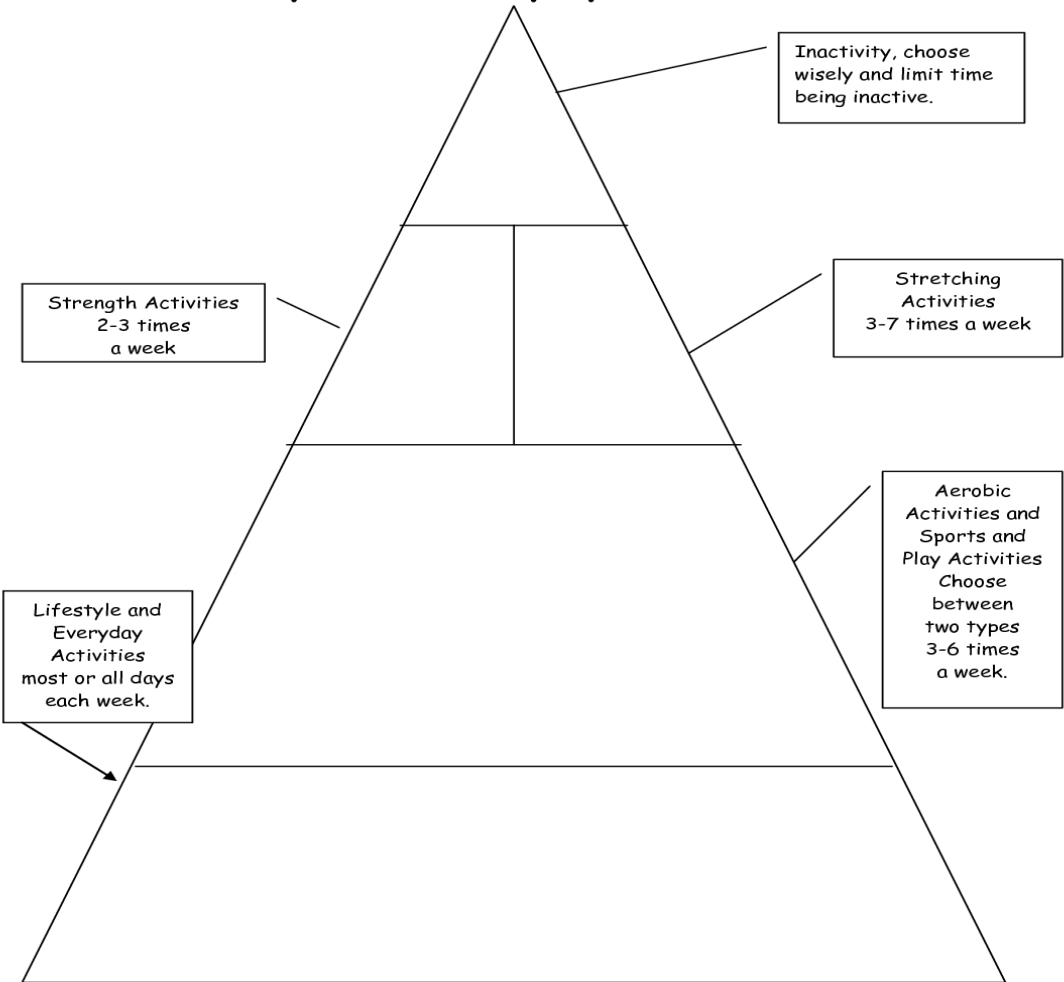 Inactivity, choose
wisely and limit time
being inactive.
Strength Activities
2-3 times
a week
Stretching
Activities
3-7 times a week
Aerobic
Activities and
Sports and
Play Activities
Choose
between
two types
3-6 times
a week.
Lifestyle and
Everyday
Activities
most or all days
each week.